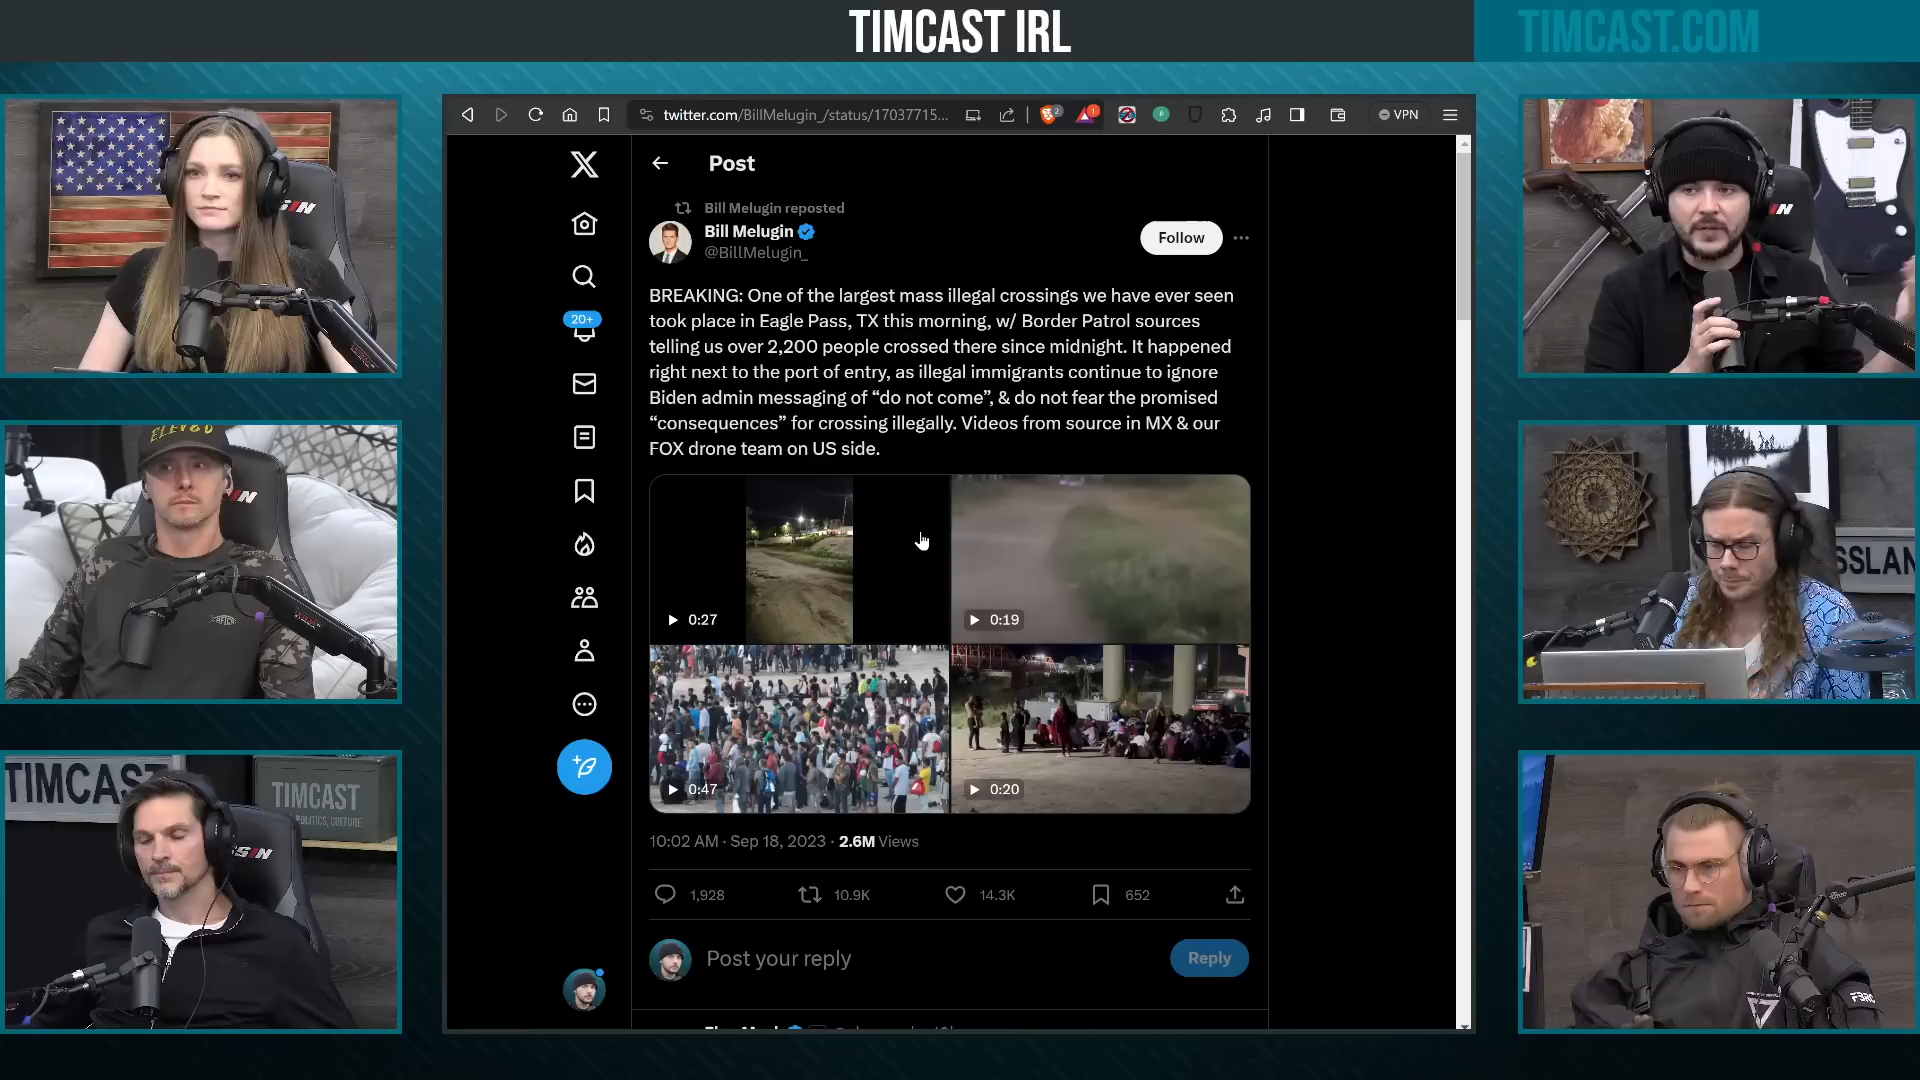 TIMCAST IRL
TIMCAST.COM
twitter.com/BillMelugin_/status/17037715...
2
1
VPN
Post
Bill Melugin reposted
Bill Melugin
@BillMelugin_
Follow
20+
BREAKING: One of the largest mass illegal crossings we have ever seen
took place in Eagle Pass, TX this morning, w/ Border Patrol sources
telling us over 2,200 people crossed there since midnight. It happened
right next to the port of entry, as illegal immigrants continue to ignore
Biden admin messaging of “do not come”, & do not fear the promised
“consequences” for crossing illegally. Videos from source in MX & our
FOX drone team on US side.
0:27
0:19
0:47
0:20
10:02 AM · Sep 18, 2023 · 2.6M Views
1,928
10.9K
14.3K
652
Post your reply
Reply
TIMCAST
TIMCAST
POLITICS, CULTURE
AFTCO